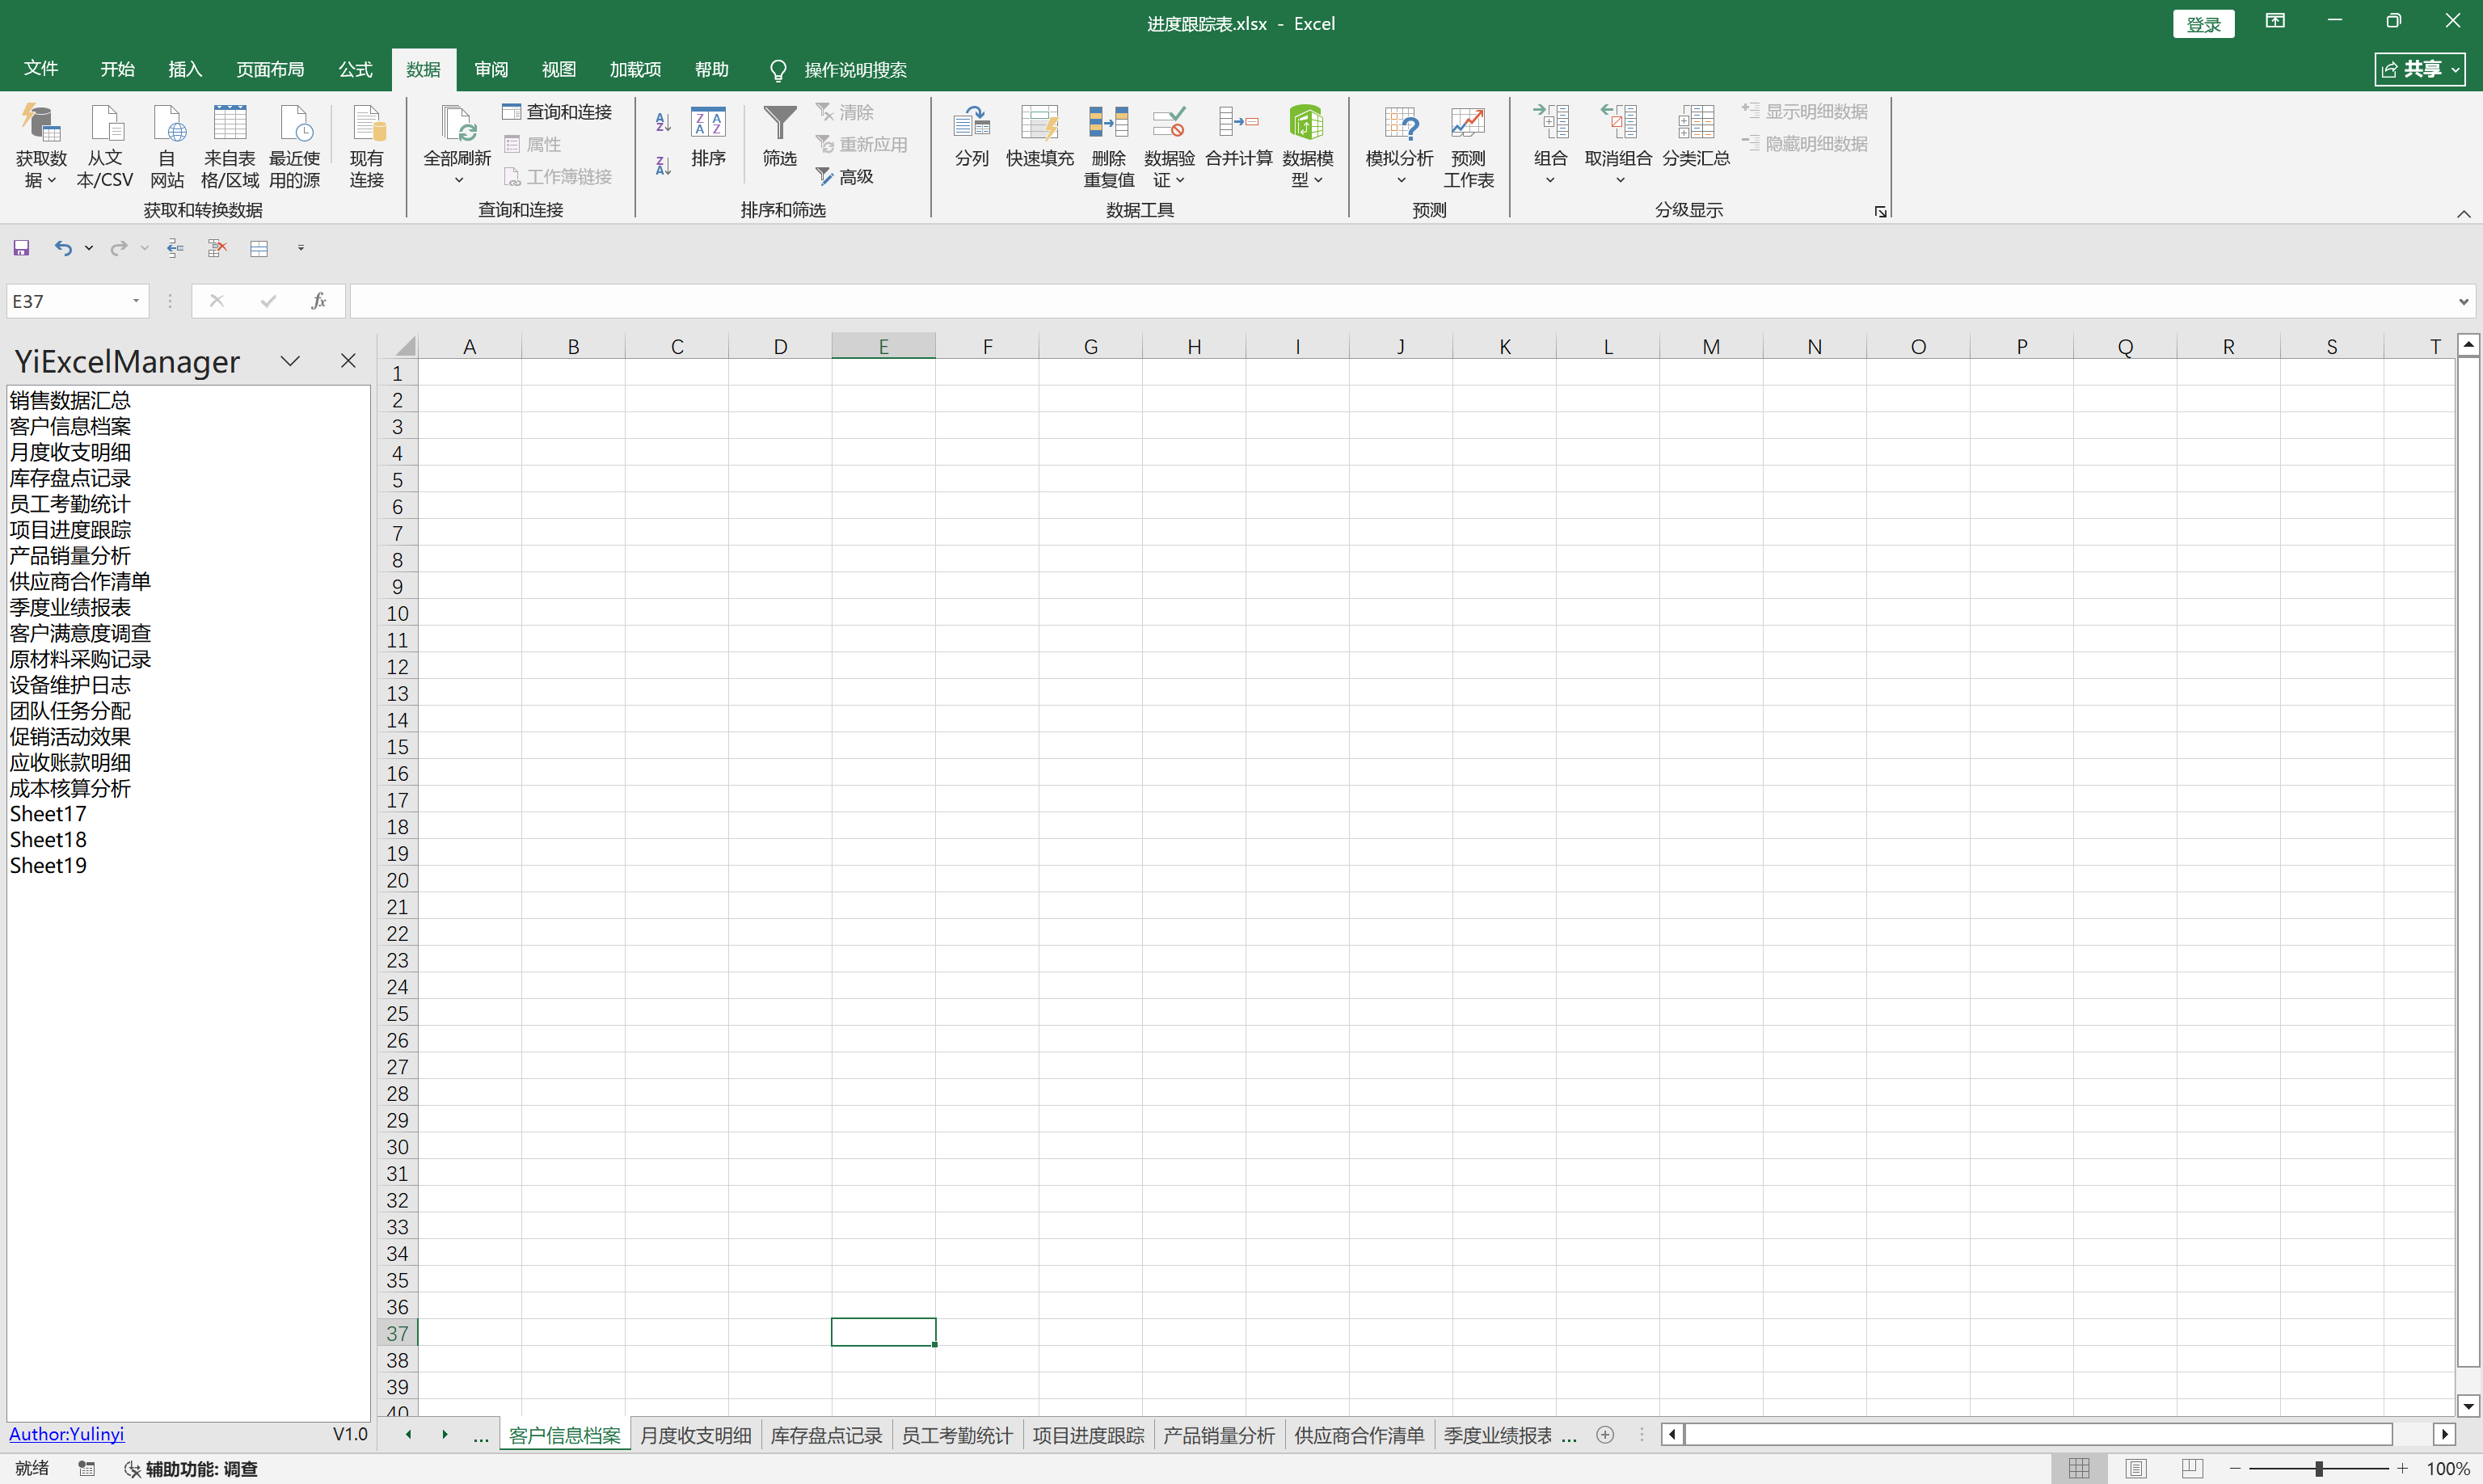 进度跟踪表.xlsx - Excel
登录
文件 开始 插入 页面布局 公式 数据 审阅 视图 加载项 帮助 操作说明搜索
共享
获取数据 从文本/CSV 自网站 来自表格/区域 最近使用的源 现有连接
获取和转换数据
全部刷新 查询和连接 属性 工作簿链接
查询和连接
排序 筛选 清除 重新应用 高级
排序和筛选
分列 快速填充 删除重复值 数据验证 合并计算 数据模型
数据工具
模拟分析 预测工作表
预测
组合 取消组合 分类汇总 显示明细数据 隐藏明细数据
分级显示
E37
fx
YiExcelManager
销售数据汇总
客户信息档案
月度收支明细
库存盘点记录
员工考勤统计
项目进度跟踪
产品销量分析
供应商合作清单
季度业绩报表
客户满意度调查
原材料采购记录
设备维护日志
团队任务分配
促销活动效果
应收账款明细
成本核算分析
Sheet17
Sheet18
Sheet19
Author:Yulinyi V1.0
A B C D E F G H I J K L M N O P Q R S T
1
2
3
4
5
6
7
8
9
10
11
12
13
14
15
16
17
18
19
20
21
22
23
24
25
26
27
28
29
30
31
32
33
34
35
36
37
38
39
40
... 客户信息档案 月度收支明细 库存盘点记录 员工考勤统计 项目进度跟踪 产品销量分析 供应商合作清单 季度业绩报表 ...
就绪 辅助功能: 调查 100%